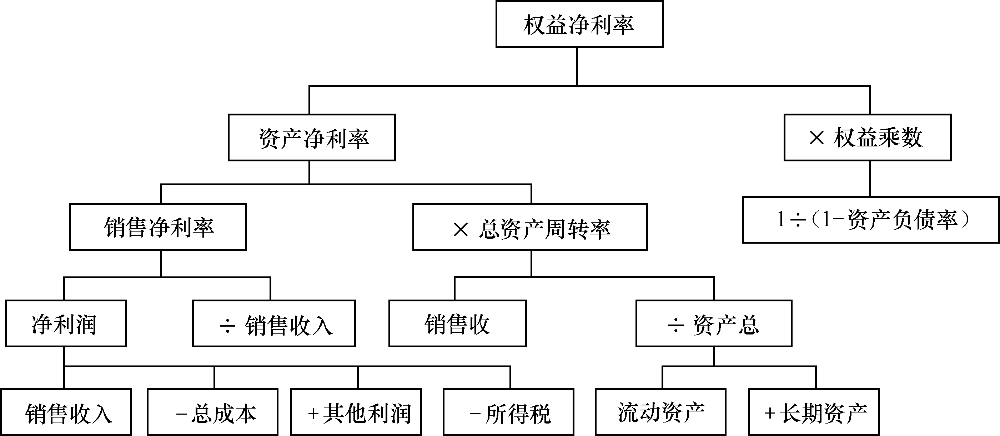 权益净利率
资产净利率
× 权益乘数
销售净利率
× 总资产周转率
1÷(1-资产负债率)
净利润
÷ 销售收入
销售收
÷ 资产总
销售收入
-总成本
+其他利润
-所得税
流动资产
+长期资产